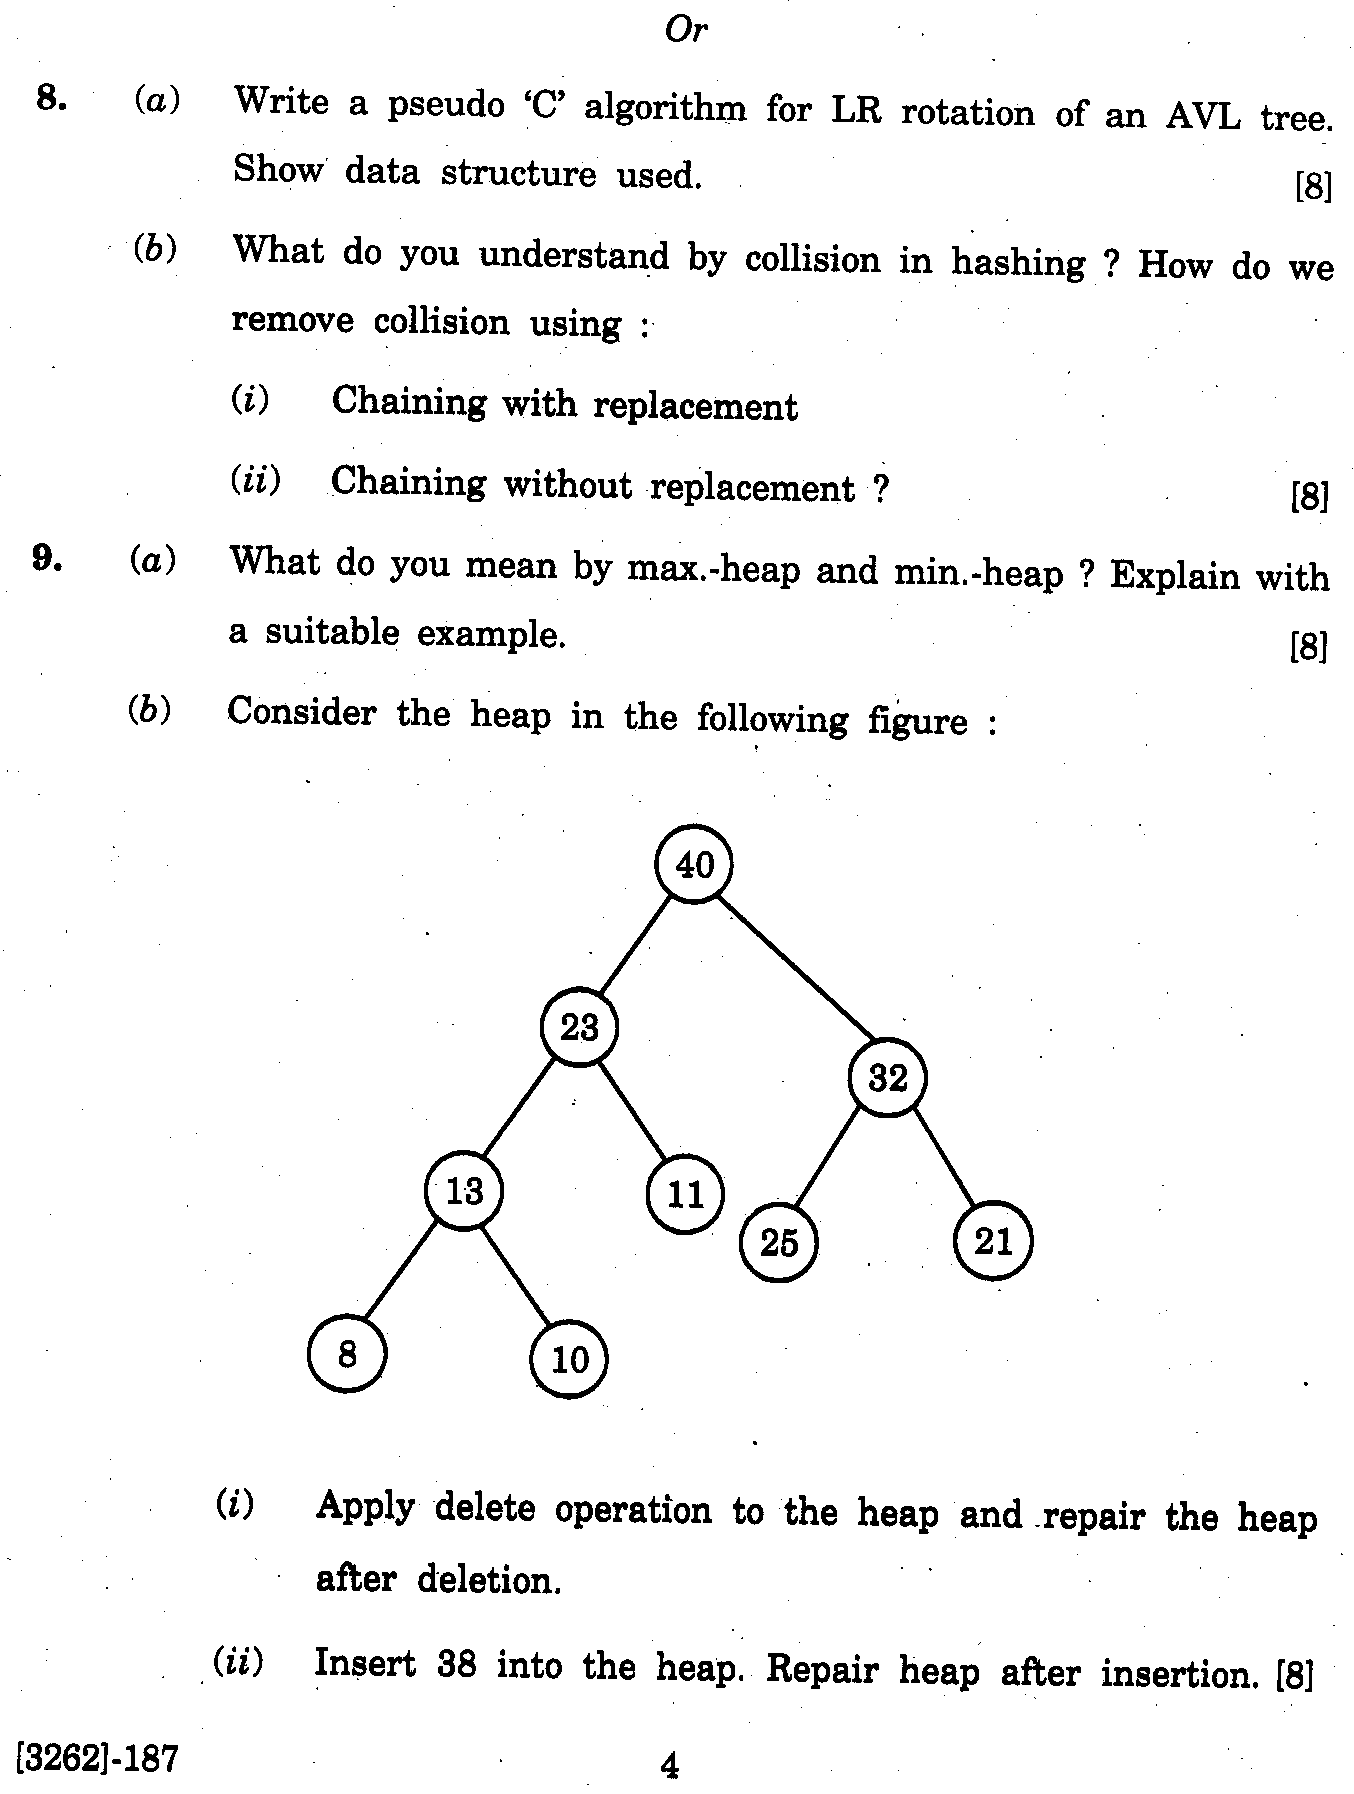 Or
8. (a) Write a pseudo ‘C’ algorithm for LR rotation of an AVL tree.
Show data structure used. [8]
(b) What do you understand by collision in hashing ? How do we
remove collision using :
(i) Chaining with replacement
(ii) Chaining without replacement ? [8]
9. (a) What do you mean by max.-heap and min.-heap ? Explain with
a suitable example. [8]
(b) Consider the heap in the following figure :
40
23
32
13
11
25
21
8
10
(i) Apply delete operation to the heap and repair the heap
after deletion.
(ii) Insert 38 into the heap. Repair heap after insertion. [8]
[3262]-187 4